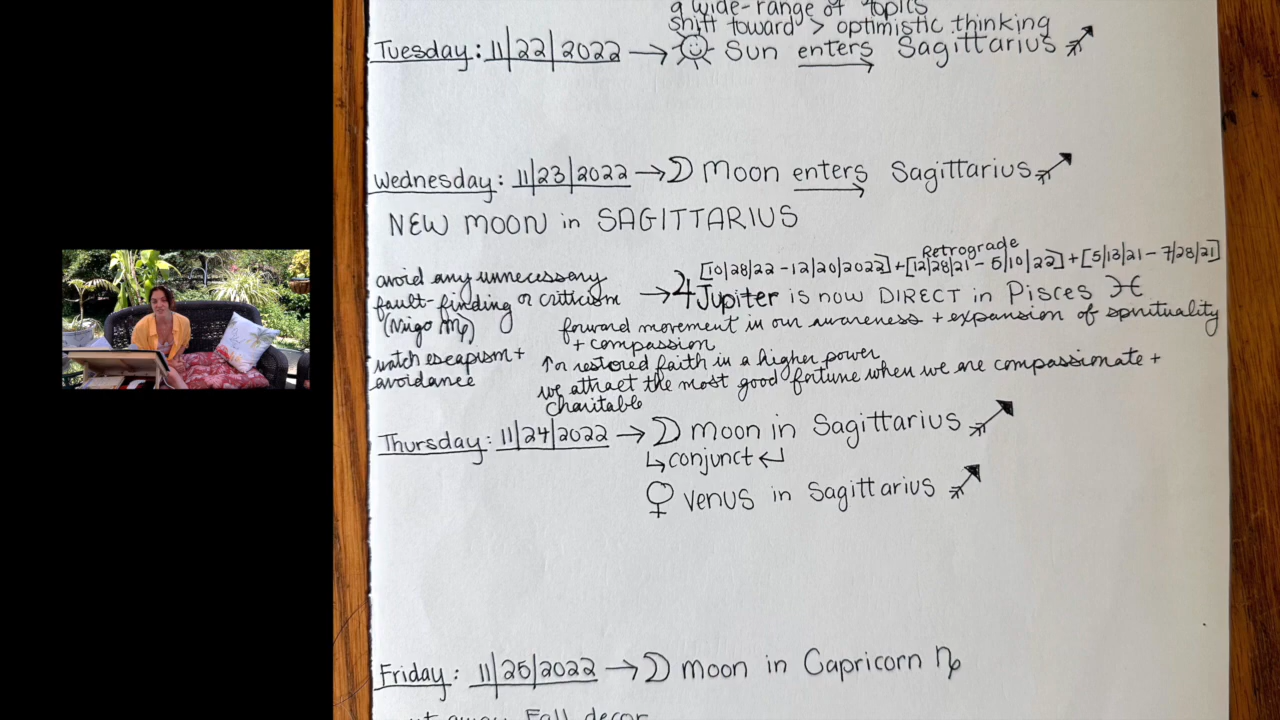 a wide-range of topics
shift toward > optimistic thinking
Tuesday: 11/22/2022 → Sun enters Sagittarius
Wednesday: 11/23/2022 → Moon enters Sagittarius
NEW MOON in SAGITTARIUS
Retrograde
[10/28/22 - 12/20/2022] + [12/28/21 - 5/10/22] + [5/13/21 - 7/28/21]
avoid any unnecessary
fault-finding or criticism
(Virgo ♍)
watch escapism +
avoidance
→ ♃ Jupiter is now DIRECT in Pisces ♓
forward movement in our awareness + expansion of spirituality
+ compassion
↑ or restored faith in a higher power
we attract the most good fortune when we are compassionate +
charitable
Thursday: 11/24/2022 → ☽ moon in Sagittarius
↳ conjunct ↵
♀ Venus in Sagittarius
Friday: 11/25/2022 → ☽ moon in Capricorn ♑
away Fall decor